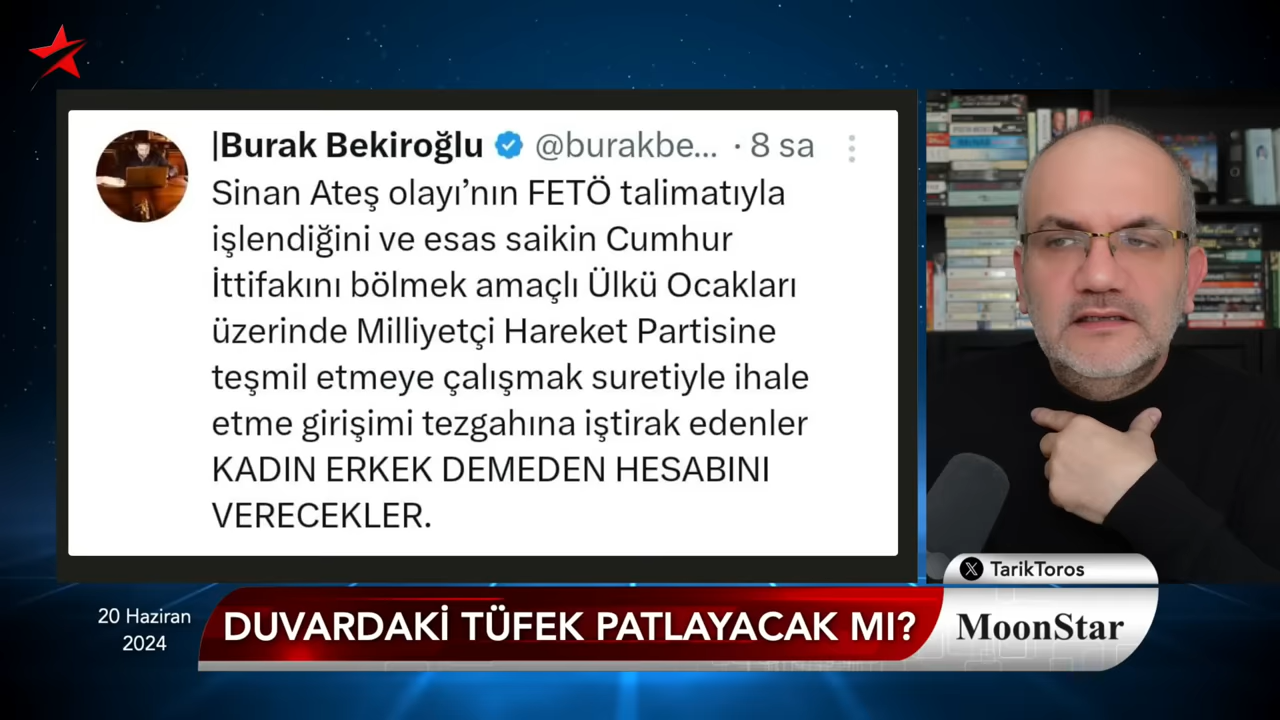 |Burak Bekiroğlu @burakbe... · 8 sa
Sinan Ateş olayı’nın FETÖ talimatıyla
işlendiğini ve esas saikin Cumhur
İttifakını bölmek amaçlı Ülkü Ocakları
üzerinde Milliyetçi Hareket Partisine
teşmil etmeye çalışmak suretiyle ihale
etme girişimi tezgahına iştirak edenler
KADIN ERKEK DEMEDEN HESABINI
VERECEKLER.
TarikToros
20 Haziran
2024
DUVARDAKİ TÜFEK PATLAYACAK MI?
MoonStar